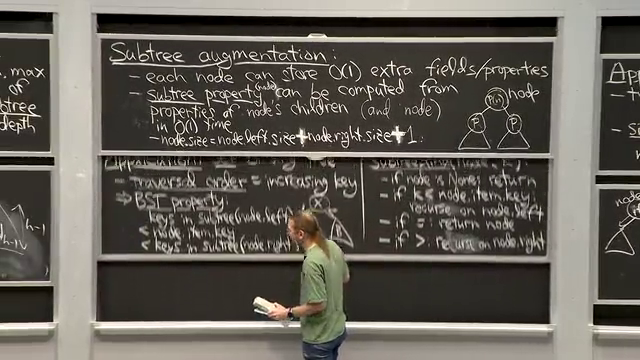 , max
of
subtree
depth
h-1
Subtree augmentation:
- each node can store O(1) extra fields/properties
- subtree property(node) can be computed from
properties of node's children (and node)
in O(1) time
- node.size = node.left.size + node.right.size + 1
P(n) node
P P
- traversal order = increasing key
⇒ BST property:
keys in subtree(node.left)
< node.item.key
< keys in subtree(node.right)
X
- if node is None: return
- if k < node.item.key:
recurse on node.left
- if = : return node
- if > : recurse on node.right
node